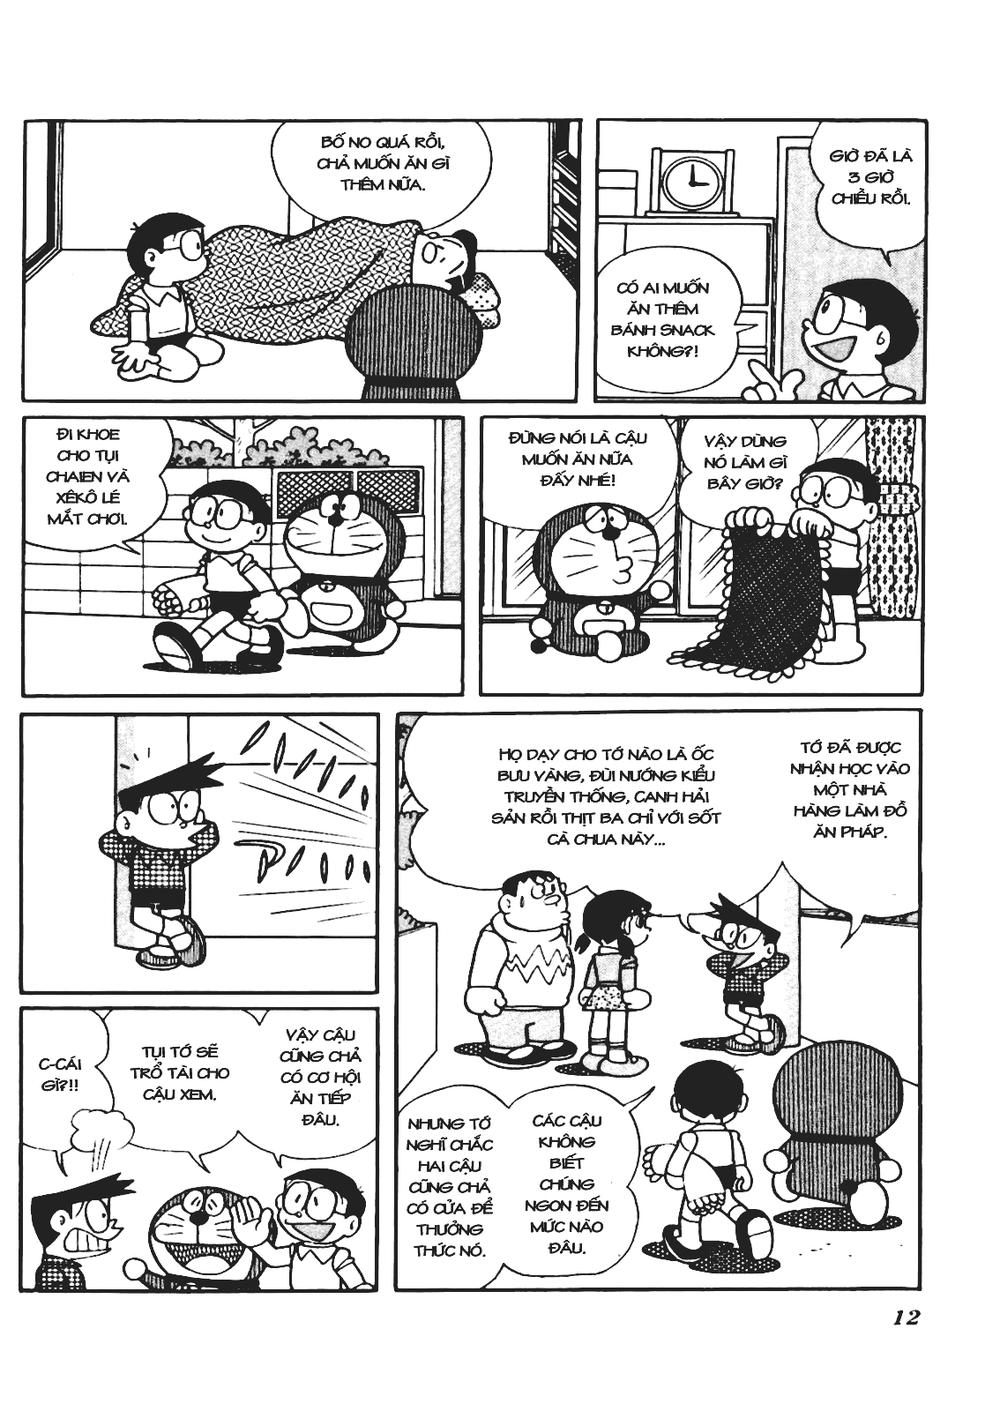 GIỜ ĐÃ LÀ
3 GIỜ
CHIỀU RỒI.
CÓ AI MUỐN
ĂN THÊM
BÁNH SNACK
KHÔNG?!
BỐ NO QUÁ RỒI,
CHẢ MUỐN ĂN GÌ
THÊM NỮA.
VẬY DÙNG
NÓ LÀM GÌ
BÂY GIỜ?
ĐỪNG NÓI LÀ CẬU
MUỐN ĂN NỮA
ĐẤY NHÉ!
ĐI KHOE
CHO TỤI
CHAIEN VÀ
XÊKÔ LÉ
MẮT CHƠI.
TỚ ĐÃ ĐƯỢC
NHẬN HỌC VÀO
MỘT NHÀ
HÀNG LÀM ĐỒ
ĂN PHÁP.
HỌ DẠY CHO TỚ NÀO LÀ ỐC
BƯU VÀNG, ĐÙI NƯỚNG KIỂU
TRUYỀN THỐNG, CANH HẢI
SẢN RỒI THỊT BA CHỈ VỚI SỐT
CÀ CHUA NÀY...
CÁC CẬU
KHÔNG
BIẾT
CHÚNG
NGON ĐẾN
MỨC NÀO
ĐÂU.
NHƯNG TỚ
NGHĨ CHẮC
HAI CẬU
CŨNG CHẢ
CÓ CỬA ĐỂ
THƯỞNG
THỨC NÓ.
VẬY CẬU
CŨNG CHẢ
CÓ CƠ HỘI
ĂN TIẾP
ĐÂU.
TỤI TỚ SẼ
TRỔ TÀI CHO
CẬU XEM.
C-CÁI
GÌ?!!
12